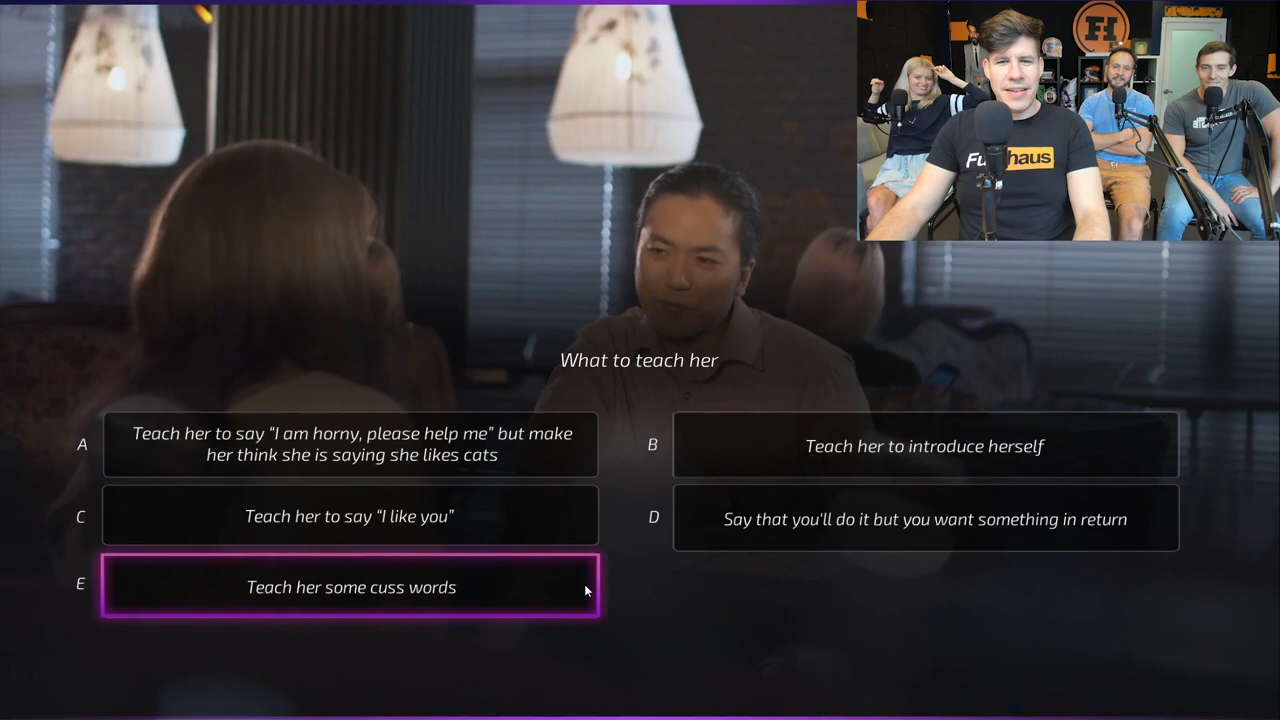 Funhaus
What to teach her
A
Teach her to say “I am horny, please help me” but make
her think she is saying she likes cats
B
Teach her to introduce herself
C
Teach her to say “I like you”
D
Say that you'll do it but you want something in return
E
Teach her some cuss words